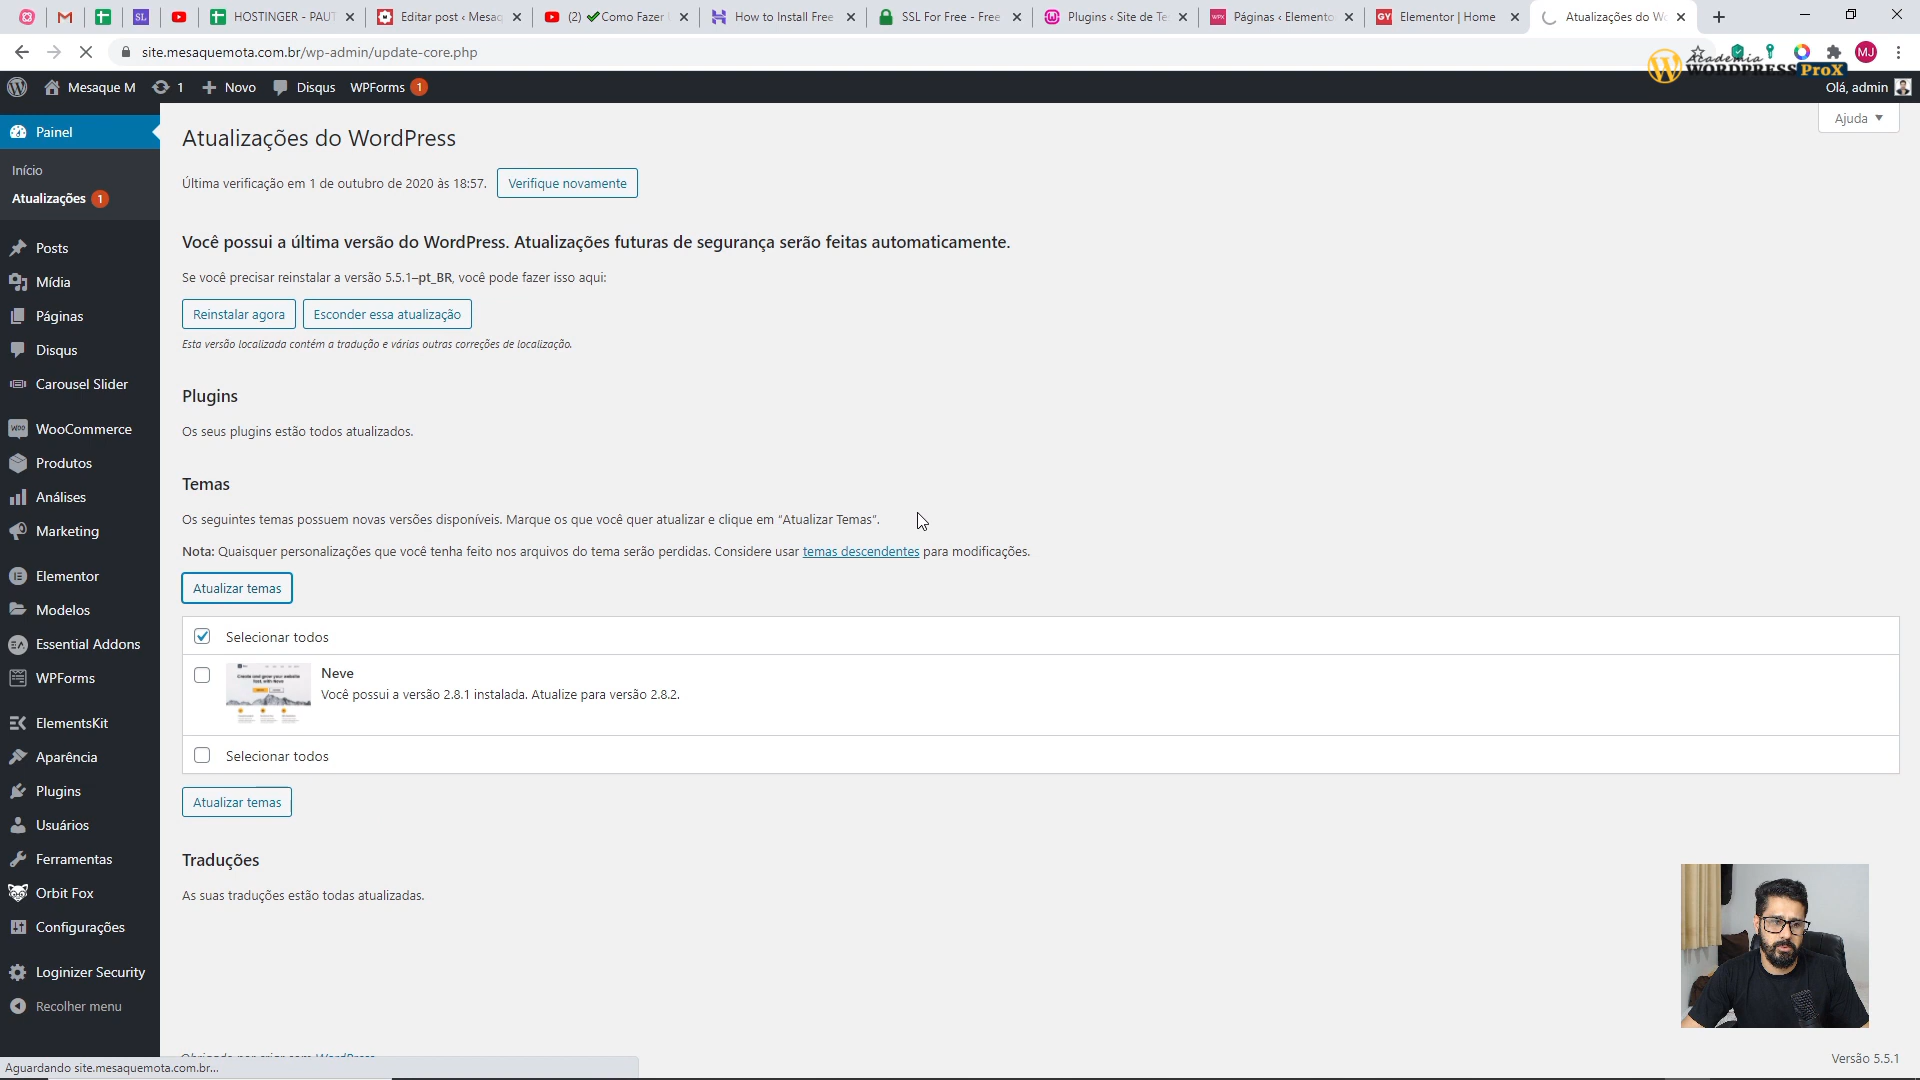 HOSTINGER - PAUT
Editar post ‹ Mesaq
(2) ✔Como Fazer
How to Install Free
SSL For Free - Free
Plugins ‹ Site de Te
Páginas ‹ Elemento
Elementor | Home
Atualizações do Wo
site.mesaquemota.com.br/wp-admin/update-core.php
MJ
Academia
WORDPRESS ProX
Mesaque M
1
Novo
Disqus
WPForms 1
Olá, admin
Ajuda
Painel
Início
Atualizações 1
Posts
Mídia
Páginas
Disqus
Carousel Slider
WooCommerce
Produtos
Análises
Marketing
Elementor
Modelos
Essential Addons
WPForms
ElementsKit
Aparência
Plugins
Usuários
Ferramentas
Orbit Fox
Configurações
Loginizer Security
Recolher menu
Atualizações do WordPress
Última verificação em 1 de outubro de 2020 às 18:57. Verifique novamente
Você possui a última versão do WordPress. Atualizações futuras de segurança serão feitas automaticamente.
Se você precisar reinstalar a versão 5.5.1–pt_BR, você pode fazer isso aqui:
Reinstalar agora
Esconder essa atualização
Esta versão localizada contém a tradução e várias outras correções de localização.
Plugins
Os seus plugins estão todos atualizados.
Temas
Os seguintes temas possuem novas versões disponíveis. Marque os que você quer atualizar e clique em “Atualizar Temas”.
Nota: Quaisquer personalizações que você tenha feito nos arquivos do tema serão perdidas. Considere usar temas descendentes para modificações.
Atualizar temas
Selecionar todos
Neve
Você possui a versão 2.8.1 instalada. Atualize para versão 2.8.2.
Selecionar todos
Atualizar temas
Traduções
As suas traduções estão todas atualizadas.
Versão 5.5.1
Aguardando site.mesaquemota.com.br...